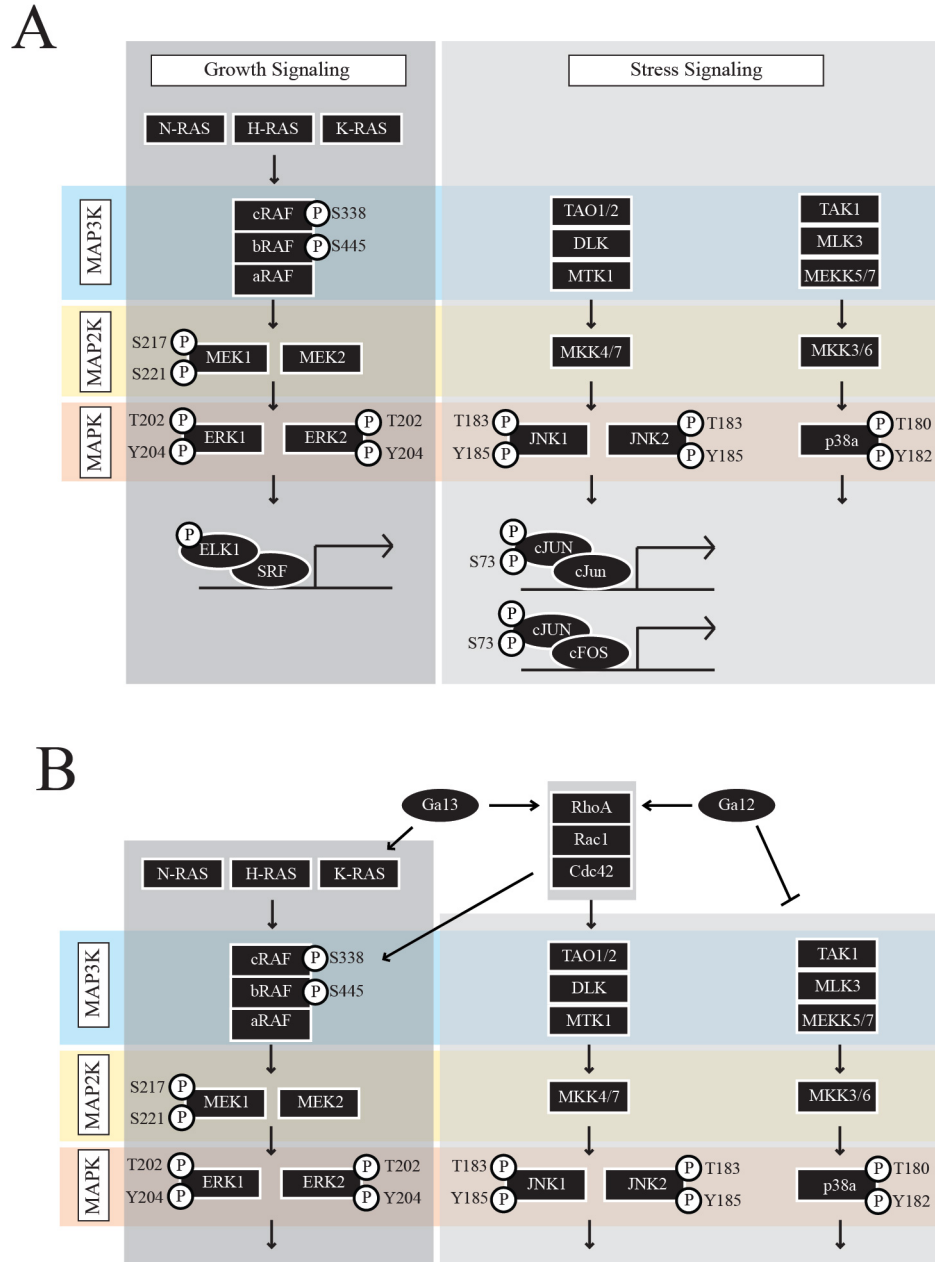 A
Growth Signaling
Stress Signaling
N-RAS H-RAS K-RAS
MAP3K
cRAF P S338
bRAF P S445
aRAF
TAO1/2
DLK
MTK1
TAK1
MLK3
MEKK5/7
MAP2K
S217 P
S221 P
MEK1 MEK2
MKK4/7
MKK3/6
MAPK
T202 P
Y204 P
ERK1
ERK2
P T202
P Y204
T183 P
Y185 P
JNK1
JNK2
P T183
P Y185
p38a
P T180
P Y182
P
ELK1
SRF
P
S73 P
cJUN
cJun
P
S73 P
cJUN
cFOS
B
Ga13
RhoA
Rac1
Cdc42
Ga12
N-RAS H-RAS K-RAS
MAP3K
cRAF P S338
bRAF P S445
aRAF
TAO1/2
DLK
MTK1
TAK1
MLK3
MEKK5/7
MAP2K
S217 P
S221 P
MEK1 MEK2
MKK4/7
MKK3/6
MAPK
T202 P
Y204 P
ERK1
ERK2
P T202
P Y204
T183 P
Y185 P
JNK1
JNK2
P T183
P Y185
p38a
P T180
P Y182